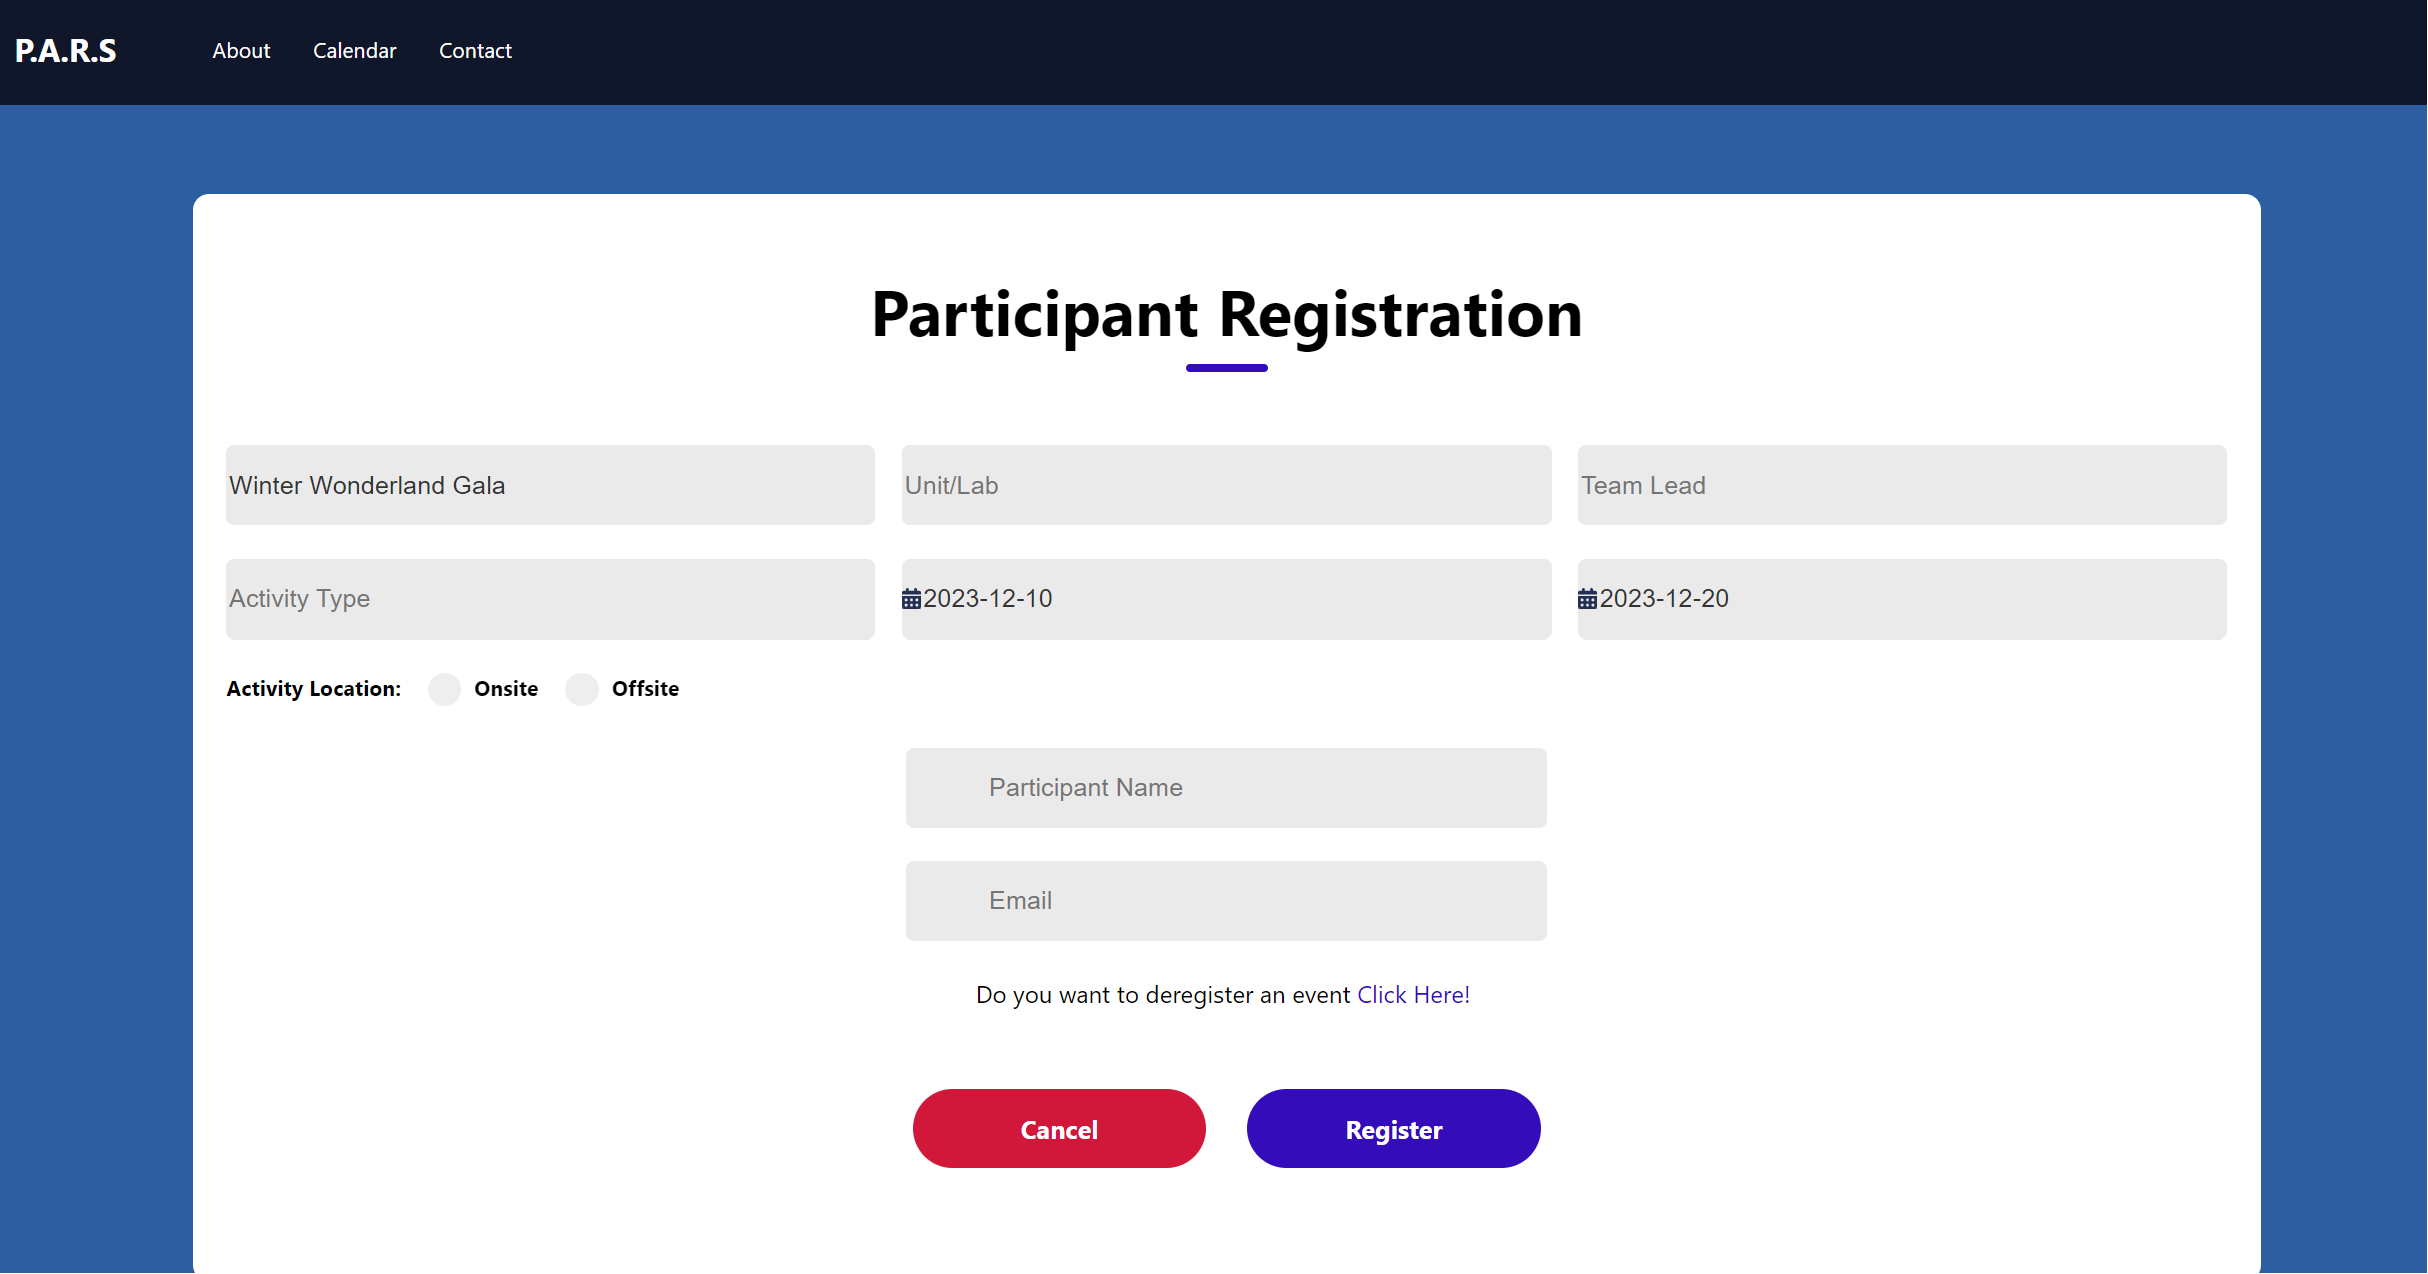 P.A.R.S About Calendar Contact
Participant Registration
Winter Wonderland Gala Unit/Lab Team Lead
Activity Type 2023-12-10 2023-12-20
Activity Location: Onsite Offsite
Participant Name
Email
Do you want to deregister an event Click Here!
Cancel Register